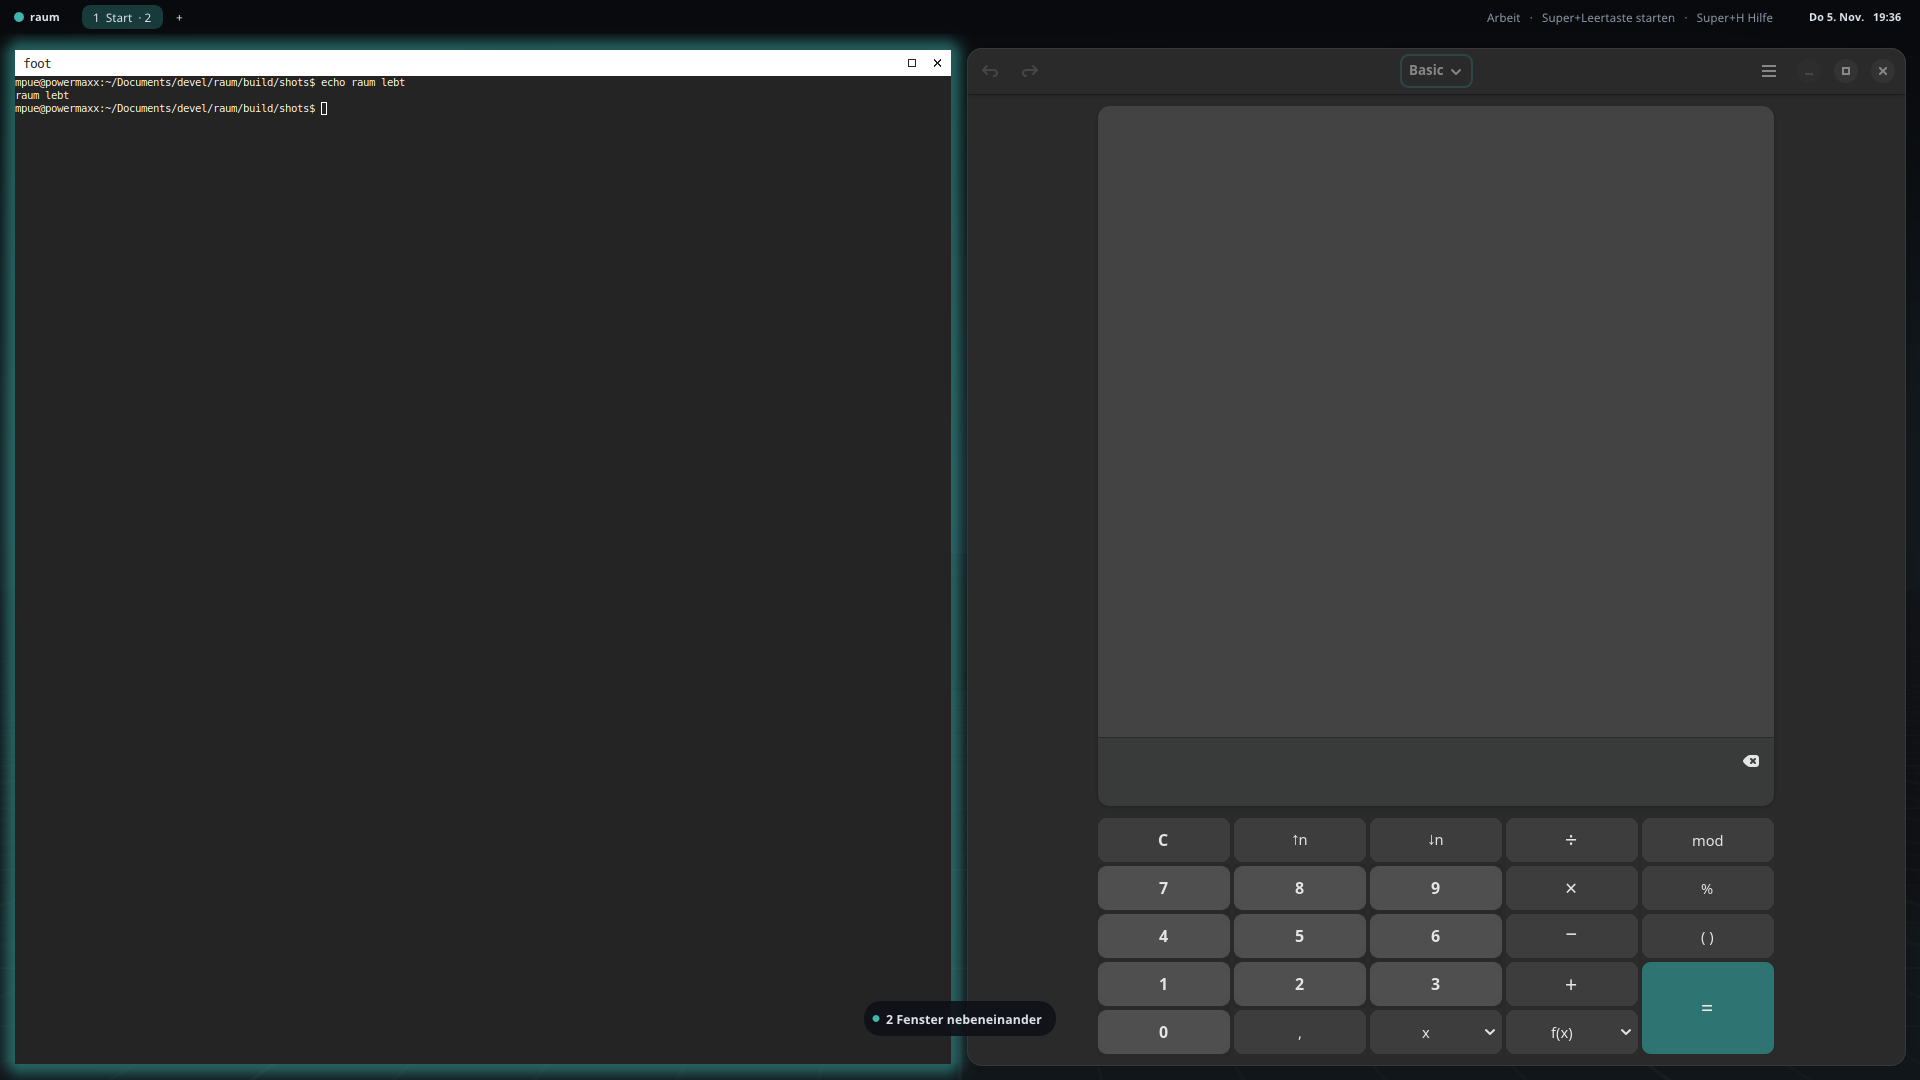 raum
1 Start · 2
+
Arbeit · Super+Leertaste starten · Super+H Hilfe
Do 5. Nov. 19:36
foot
mpue@powermaxx:~/Documents/devel/raum/build/shots$ echo raum lebt
raum lebt
mpue@powermaxx:~/Documents/devel/raum/build/shots$
Basic
C ↑n ↓n ÷ mod
7 8 9 × %
4 5 6 − ( )
1 2 3 + =
0 , x f(x)
2 Fenster nebeneinander